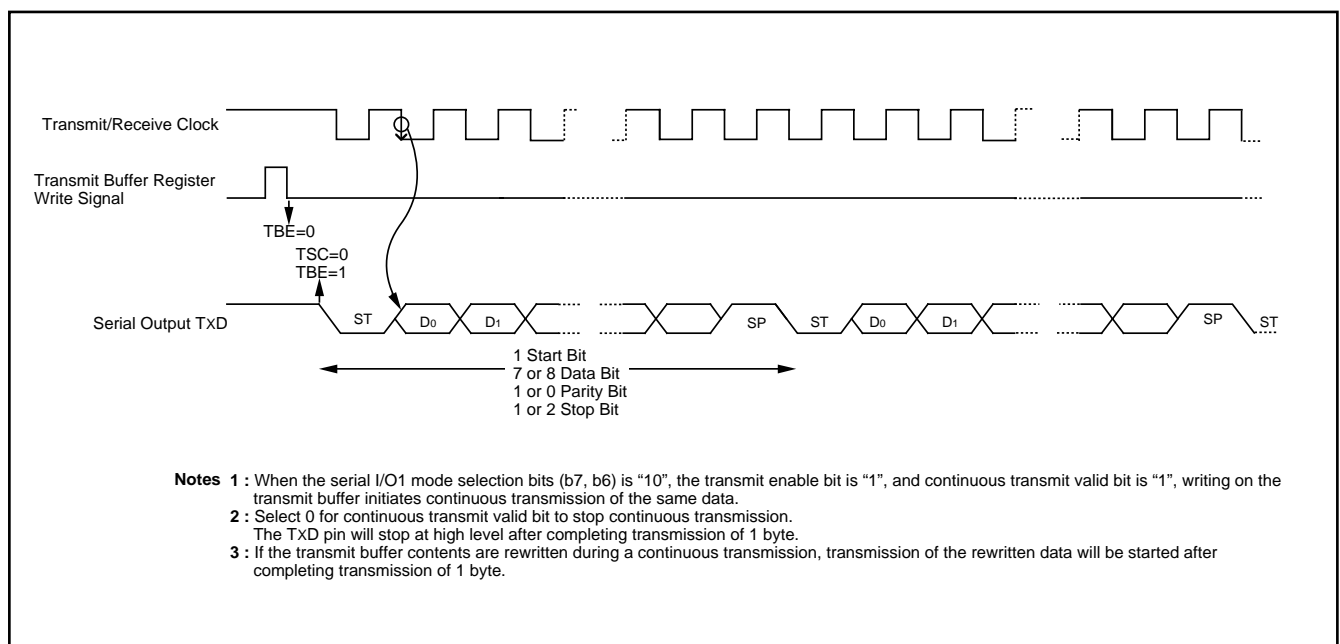 Transmit/Receive Clock
Transmit Buffer Register
Write Signal
TBE=0
TSC=0
TBE=1
Serial Output TXD
ST
D0
D1
SP
ST
D0
D1
SP
ST
1 Start Bit
7 or 8 Data Bit
1 or 0 Parity Bit
1 or 2 Stop Bit
Notes 1 : When the serial I/O1 mode selection bits (b7, b6) is “10”, the transmit enable bit is “1”, and continuous transmit valid bit is “1”, writing on the
transmit buffer initiates continuous transmission of the same data.
2 : Select 0 for continuous transmit valid bit to stop continuous transmission.
The TXD pin will stop at high level after completing transmission of 1 byte.
3 : If the transmit buffer contents are rewritten during a continuous transmission, transmission of the rewritten data will be started after
completing transmission of 1 byte.